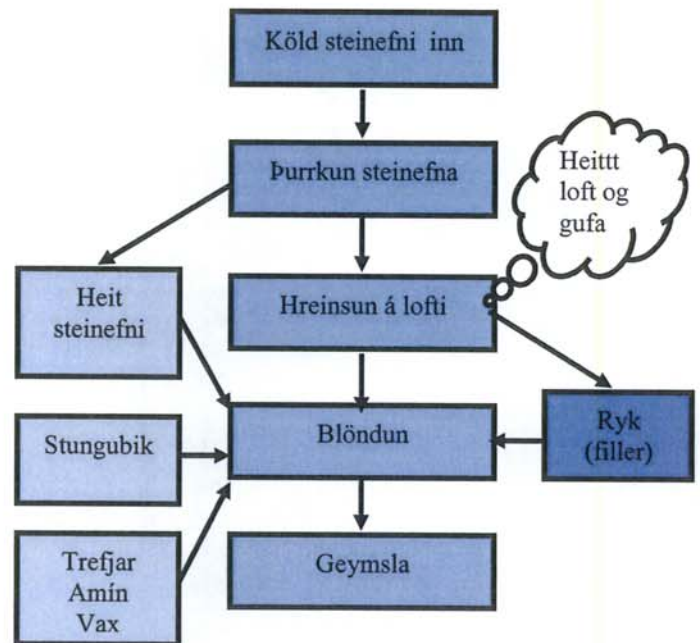 Köld steinefni inn
Þurrkun steinefna
Heittt
loft og
gufa
Heit
steinefni
Hreinsun á lofti
Stungubik
Blöndun
Ryk
(filler)
Trefjar
Amín
Vax
Geymsla